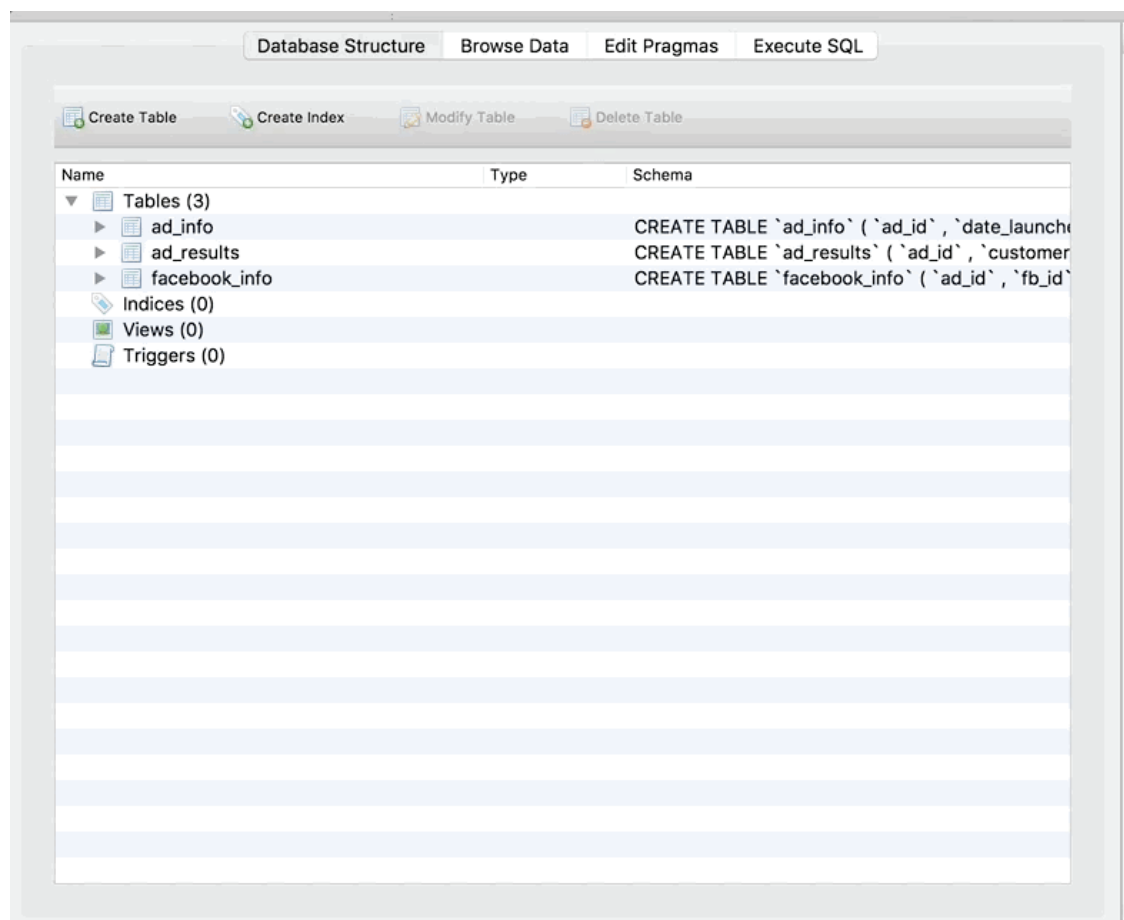 Database Structure Browse Data Edit Pragmas Execute SQL
Create Table Create Index Modify Table Delete Table
Name Type Schema
Tables (3)
ad_info CREATE TABLE `ad_info` ( `ad_id` , `date_launche
ad_results CREATE TABLE `ad_results` ( `ad_id` , `customer
facebook_info CREATE TABLE `facebook_info` ( `ad_id` , `fb_id`
Indices (0)
Views (0)
Triggers (0)